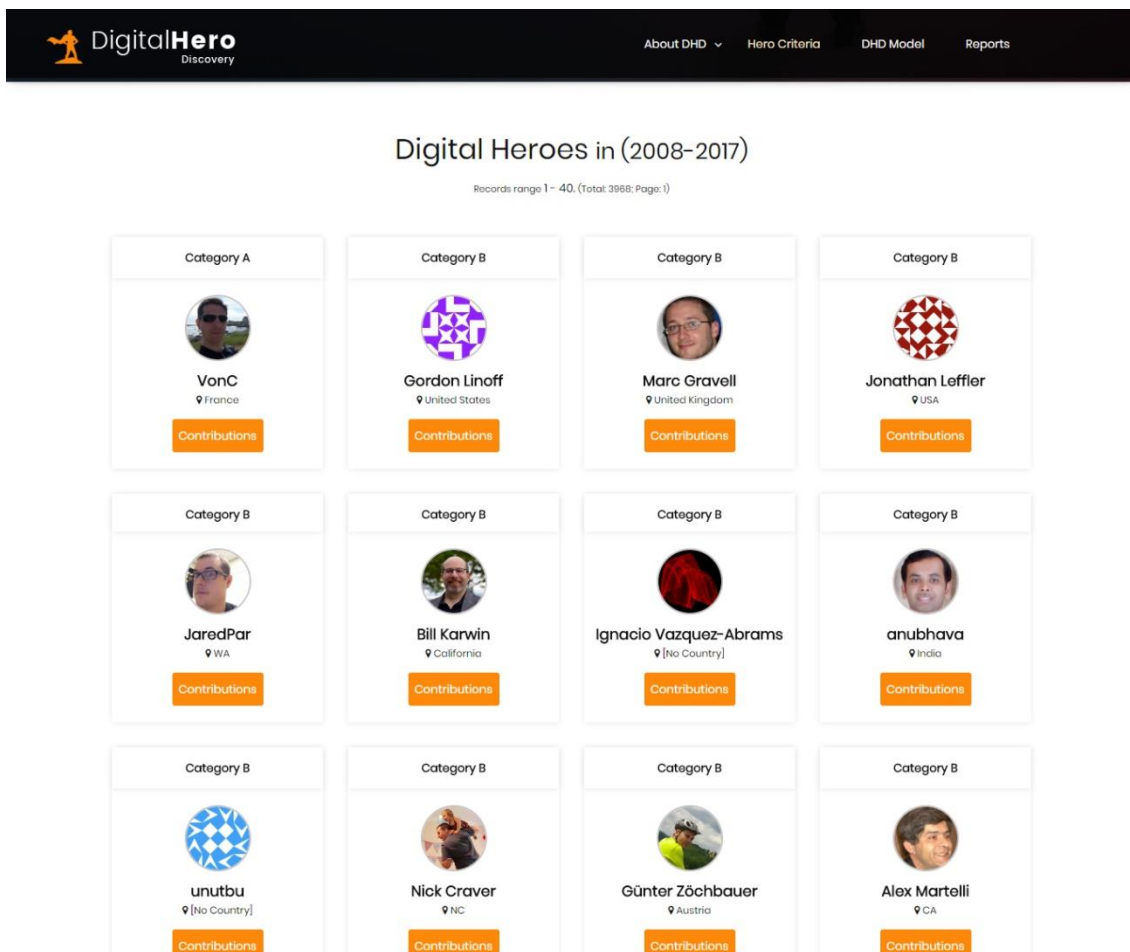 DigitalHero
Discovery
About DHD Hero Criteria DHD Model Reports
Digital Heroes in (2008-2017)
Records range 1 - 40. (Total: 3968; Page: 1)
Category A Category B Category B Category B
VonC Gordon Linoff Marc Gravell Jonathan Leffler
France United States United Kingdom USA
Contributions Contributions Contributions Contributions
Category B Category B Category B Category B
JaredPar Bill Karwin Ignacio Vazquez-Abrams anubhava
WA California [No Country] India
Contributions Contributions Contributions Contributions
Category B Category B Category B Category B
unutbu Nick Craver Günter Zöchbauer Alex Martelli
[No Country] NC Austria CA
Contributions Contributions Contributions Contributions